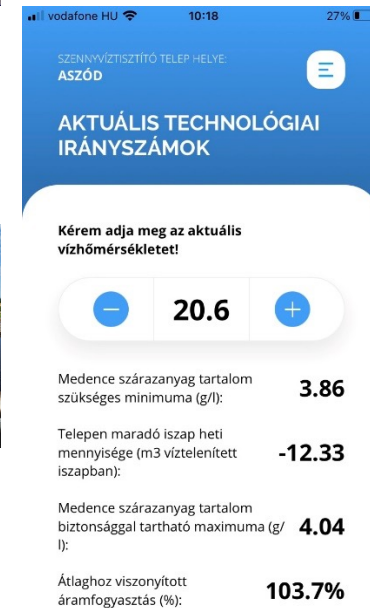 vodafone HU 10:18 27%
SZENNYVÍZTISZTÍTÓ TELEP HELYE:
ASZÓD
AKTUÁLIS TECHNOLÓGIAI
IRÁNYSZÁMOK
Kérem adja meg az aktuális
vízhőmérsékletet!
− 20.6 +
Medence szárazanyag tartalom
szükséges minimuma (g/l): 3.86
Telepen maradó iszap heti
mennyisége (m3 víztelenített -12.33
iszapban):
Medence szárazanyag tartalom
biztonsággal tartható maximuma (g/ 4.04
l):
Átlaghoz viszonyított
áramfogyasztás (%): 103.7%